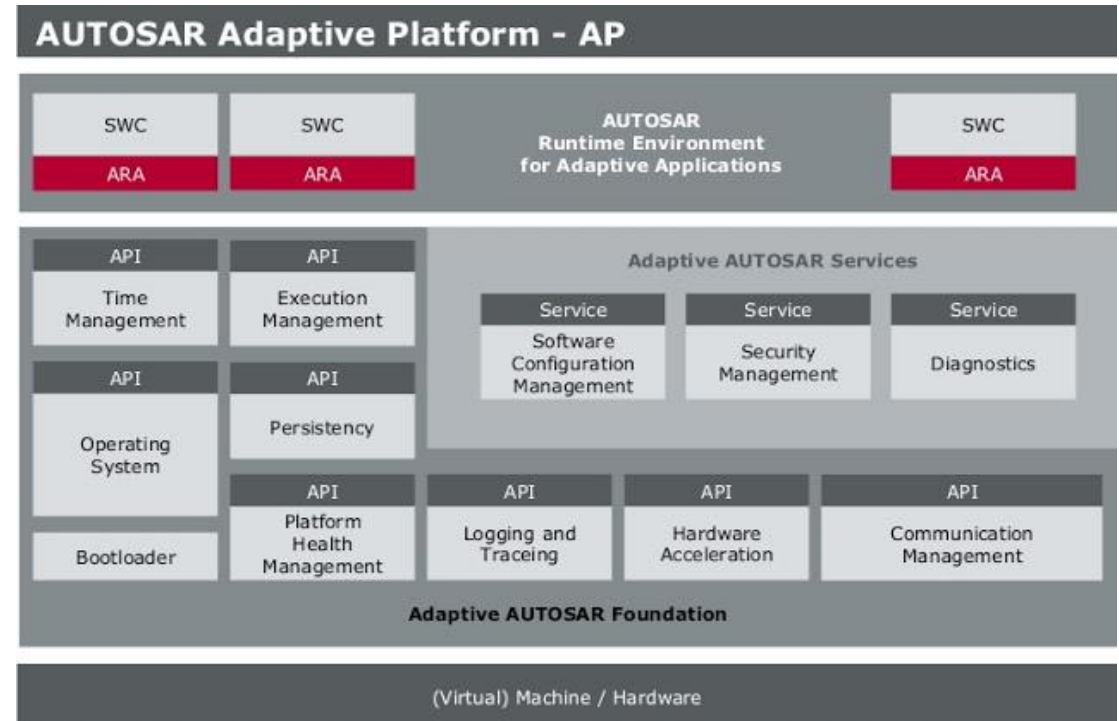 AUTOSAR Adaptive Platform - AP
SWC
ARA
SWC
ARA
AUTOSAR
Runtime Environment
for Adaptive Applications
SWC
ARA
API
Time
Management
API
Execution
Management
Adaptive AUTOSAR Services
Service
Software
Configuration
Management
Service
Security
Management
Service
Diagnostics
API
Operating
System
API
Persistency
Bootloader
API
Platform
Health
Management
API
Logging and
Traceing
API
Hardware
Acceleration
API
Communication
Management
Adaptive AUTOSAR Foundation
(Virtual) Machine / Hardware